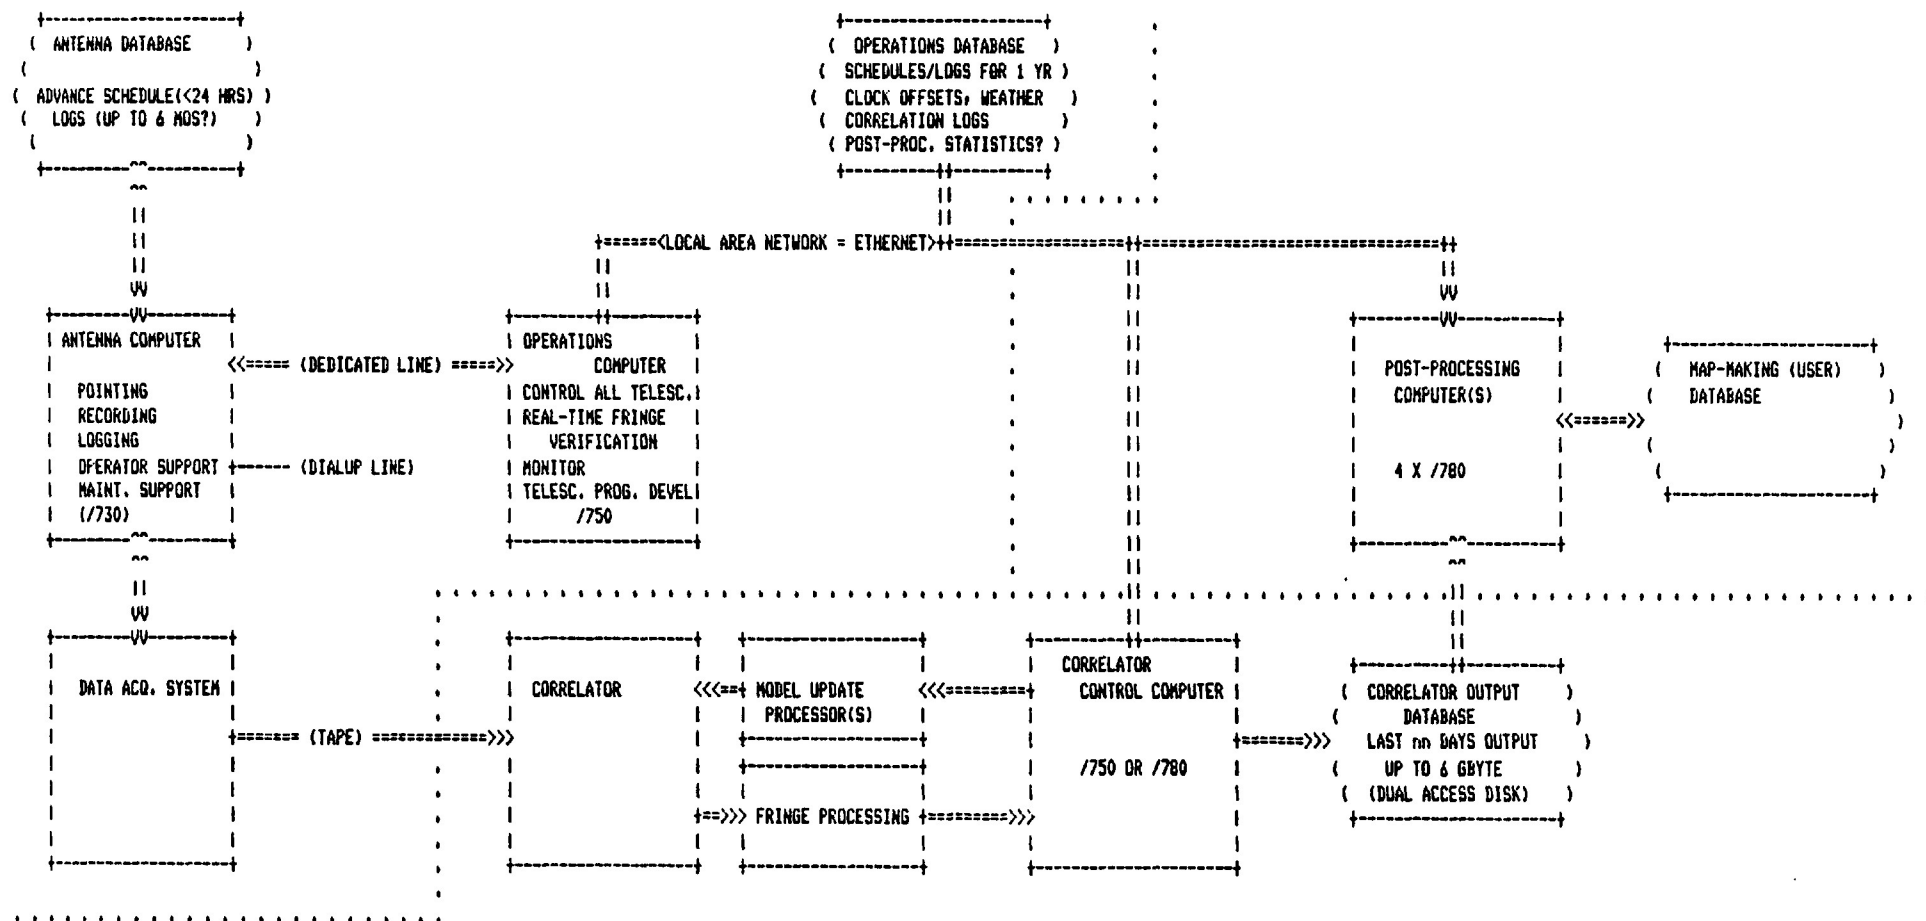 ANTENNA DATABASE
ADVANCE SCHEDULE(<24 HRS)
LOGS (UP TO 6 MOS?)
OPERATIONS DATABASE
SCHEDULES/LOGS FOR 1 YR
CLOCK OFFSETS, WEATHER
CORRELATION LOGS
POST-PROC. STATISTICS?
<LOCAL AREA NETWORK = ETHERNET>
ANTENNA COMPUTER
POINTING
RECORDING
LOGGING
OPERATOR SUPPORT
MAINT. SUPPORT
(/730)
(DEDICATED LINE)
(DIALUP LINE)
OPERATIONS
COMPUTER
CONTROL ALL TELESC.
REAL-TIME FRINGE
VERIFICATION
MONITOR
TELESC. PROG. DEVEL
/750
POST-PROCESSING
COMPUTER(S)
4 X /780
MAP-MAKING (USER)
DATABASE
DATA ACQ. SYSTEM
(TAPE)
CORRELATOR
MODEL UPDATE
PROCESSOR(S)
FRINGE PROCESSING
CORRELATOR
CONTROL COMPUTER
/750 OR /780
CORRELATOR OUTPUT
DATABASE
LAST nn DAYS OUTPUT
UP TO 6 GBYTE
(DUAL ACCESS DISK)